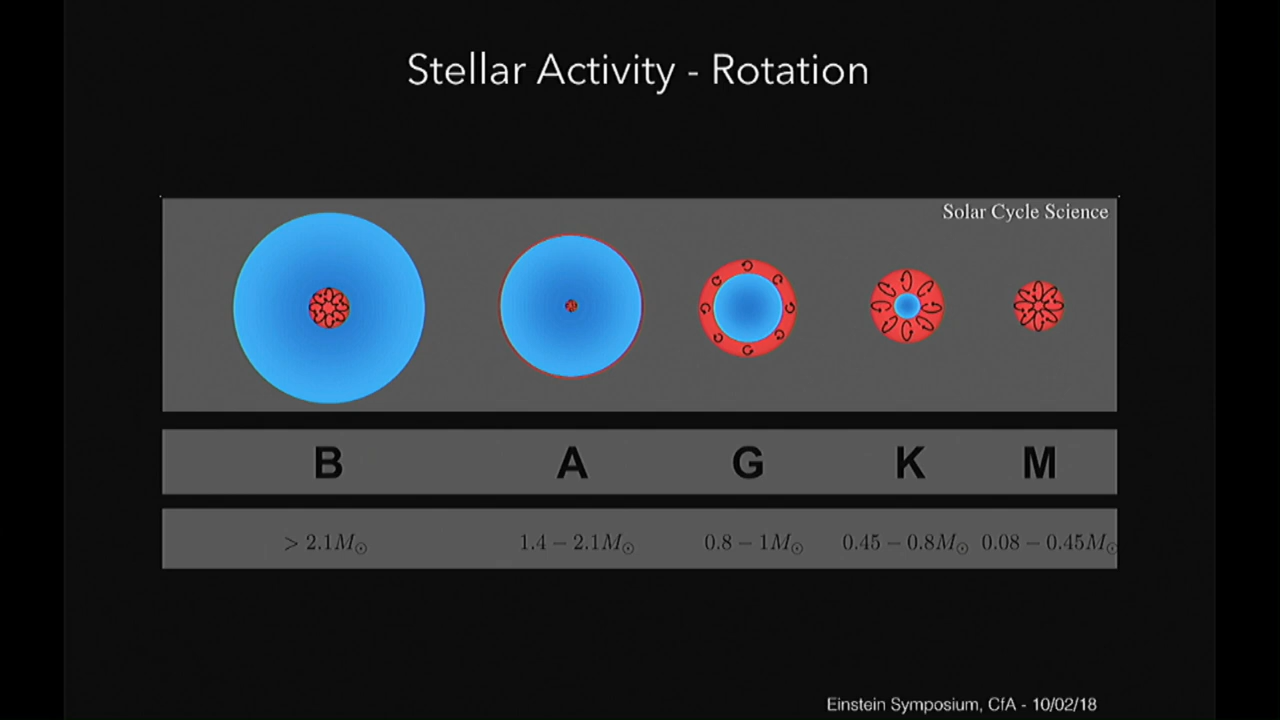 Stellar Activity - Rotation
Solar Cycle Science
B A G K M
> 2.1M☉ 1.4 − 2.1M☉ 0.8 − 1M☉ 0.45 − 0.8M☉ 0.08 − 0.45M☉
Einstein Symposium, CfA - 10/02/18